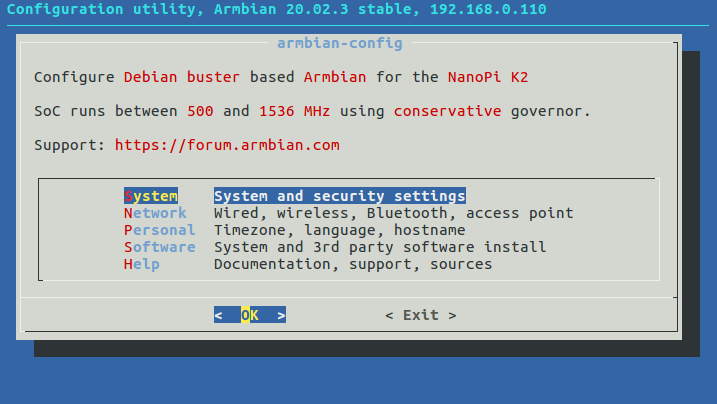 Configuration utility, Armbian 20.02.3 stable, 192.168.0.110
armbian-config
Configure Debian buster based Armbian for the NanoPi K2
SoC runs between 500 and 1536 MHz using conservative governor.
Support: https://forum.armbian.com
System System and security settings
Network Wired, wireless, Bluetooth, access point
Personal Timezone, language, hostname
Software System and 3rd party software install
Help Documentation, support, sources
< OK > < Exit >